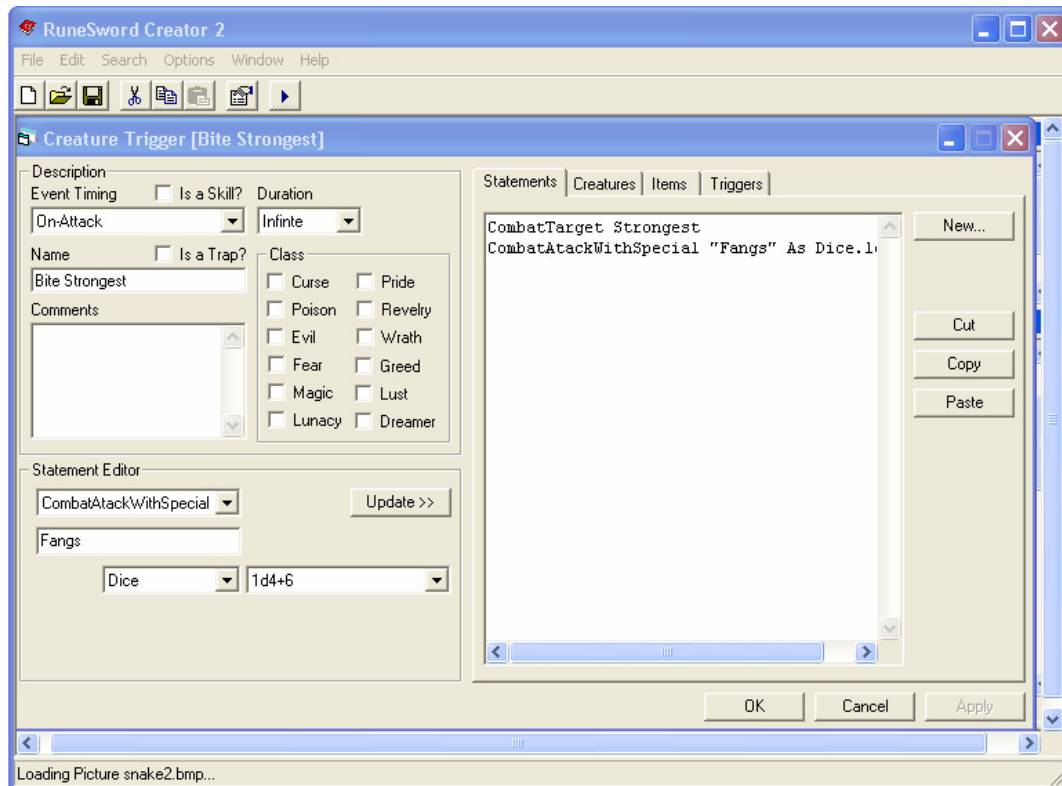 RuneSword Creator 2
File Edit Search Options Window Help
Creature Trigger [Bite Strongest]
Description
Event Timing
Is a Skill?
Duration
On-Attack
Infinte
Name
Is a Trap?
Bite Strongest
Comments
Class
Curse
Pride
Poison
Revelry
Evil
Wrath
Fear
Greed
Magic
Lust
Lunacy
Dreamer
Statement Editor
CombatAtackWithSpecial
Update >>
Fangs
Dice
1d4+6
Statements
Creatures
Items
Triggers
CombatTarget Strongest
CombatAtackWithSpecial "Fangs" As Dice.
New...
Cut
Copy
Paste
OK
Cancel
Apply
Loading Picture snake2.bmp...